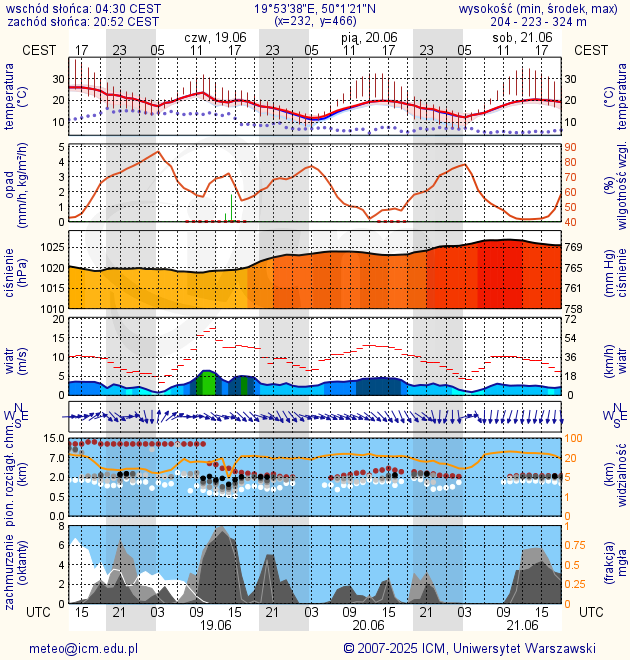 wschód słońca: 04:30 CEST 19°53'38"E, 50°1'21"N wysokość (min, środek, max)
zachód słońca: 20:52 CEST (x=232, y=466) 204 - 223 - 324 m
czw, 19.06 pią, 20.06 sob, 21.06
CEST 17 23 05 11 17 23 05 11 17 23 05 11 17 CEST
temperatura (°C)
30
20
10
temperatura (°C)
30
20
10
opad (mm/h, kg/m²/h)
5
4
3
2
1
0
wilgotność wzgl. (%)
90
80
70
60
50
40
ciśnienie (hPa)
1025
1020
1015
1010
ciśnienie (mm Hg)
769
765
761
758
wiatr (m/s)
20
15
10
5
0
wiatr (km/h)
72
54
36
18
0
N
W E
S
N
W E
S
pion. rozciągł. chm. (km)
15.0
7.0
2.0
0.5
0.0
widzialność (km)
100
20
5
1
0
zachmurzenie (oktanty)
8
6
4
2
0
mgła (frakcja)
1
0.75
0.5
0.25
0
UTC 15 21 03 09 15 21 03 09 15 21 03 09 15 UTC
19.06 20.06 21.06
meteo@icm.edu.pl © 2007-2025 ICM, Uniwersytet Warszawski